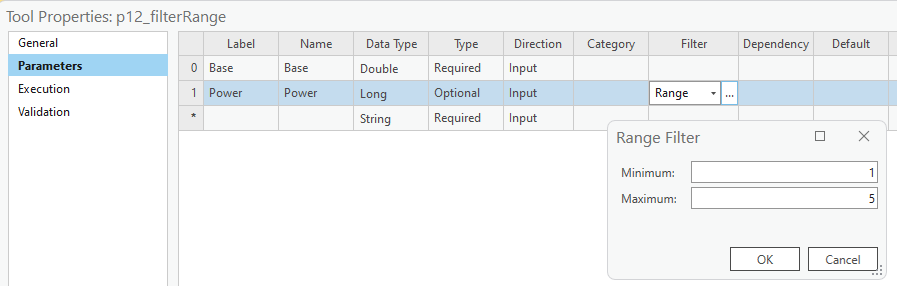 Tool Properties: p12_filterRange
General
Parameters
Execution
Validation
Label Name Data Type Type Direction Category Filter Dependency Default
0 Base Base Double Required Input
1 Power Power Long Optional Input Range ...
* String Required Input
Range Filter
Minimum: 1
Maximum: 5
OK Cancel